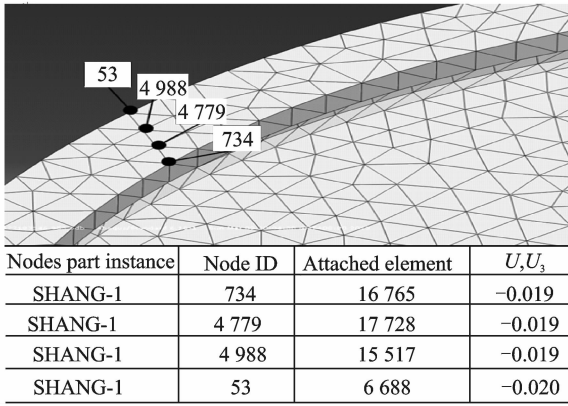 53
4 988
4 779
734
Nodes part instance Node ID Attached element U,U₃
SHANG-1 734 16 765 −0.019
SHANG-1 4 779 17 728 −0.019
SHANG-1 4 988 15 517 −0.019
SHANG-1 53 6 688 −0.020